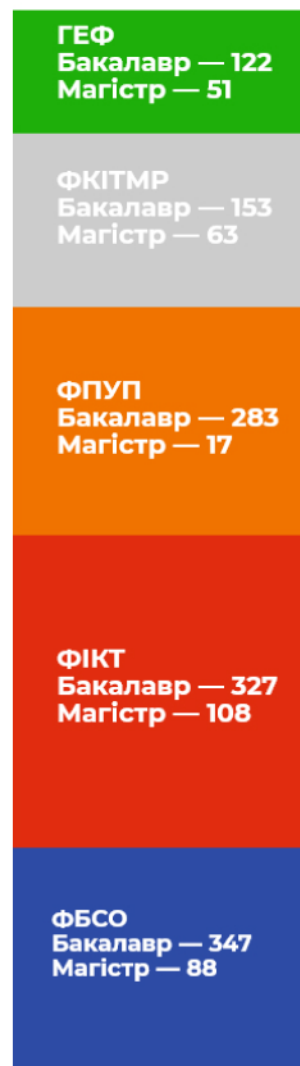 ГЕФ
Бакалавр — 122
Магістр — 51
ФКІТМР
Бакалавр — 153
Магістр — 63
ФПУП
Бакалавр — 283
Магістр — 17
ФІКТ
Бакалавр — 327
Магістр — 108
ФБСО
Бакалавр — 347
Магістр — 88